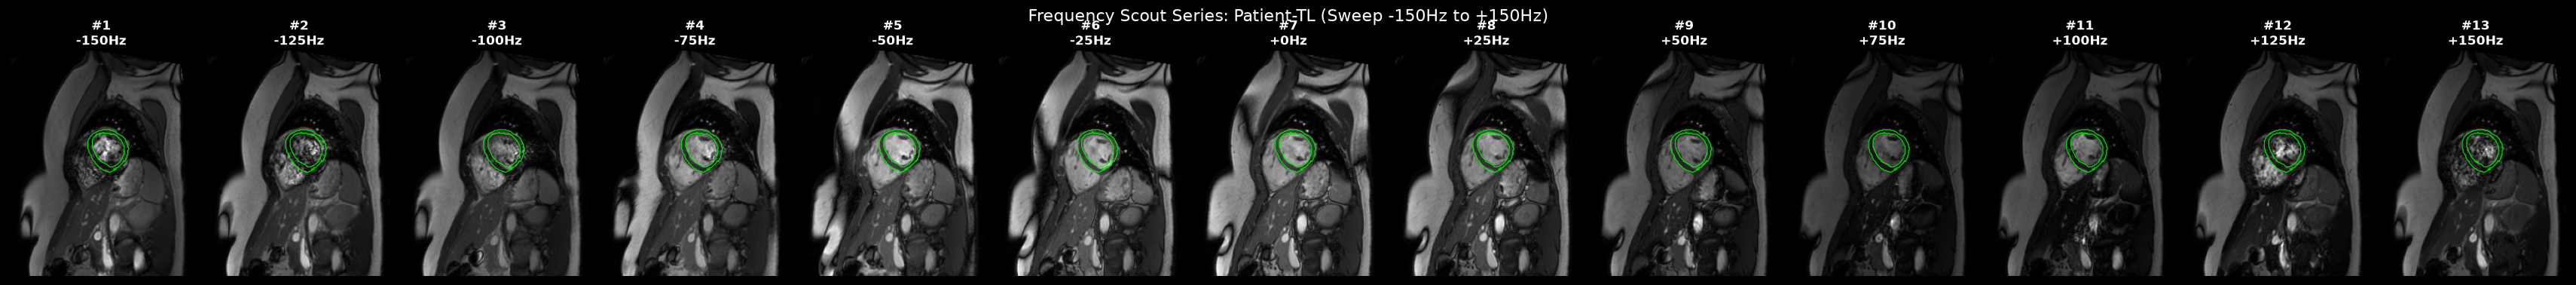 Frequency Scout Series: Patient-TL (Sweep -150Hz to +150Hz)
#1
-150Hz
#2
-125Hz
#3
-100Hz
#4
-75Hz
#5
-50Hz
#6
-25Hz
#7
+0Hz
#8
+25Hz
#9
+50Hz
#10
+75Hz
#11
+100Hz
#12
+125Hz
#13
+150Hz